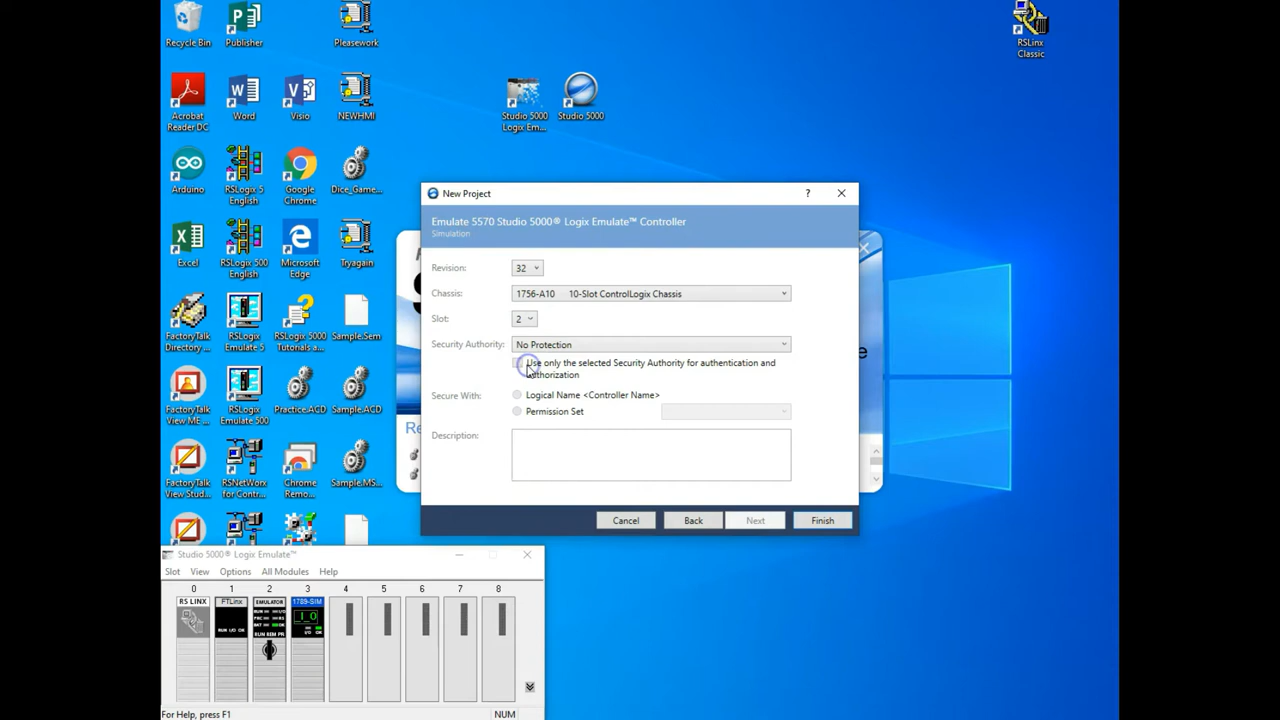 Recycle Bin
Publisher
Pleasework
RSLinx
Classic
Acrobat
Reader DC
Word
Visio
NEWHMI
Studio 5000
Logix Em...
Studio 5000
Arduino
RSLogix 5
English
Google
Chrome
Dice_Game...
Excel
RSLogix 500
English
Microsoft
Edge
Tryagain
FactoryTalk
Directory ...
RSLogix
Emulate 5
RSLogix 5000
Tutorials a...
Sample.Sem
FactoryTalk
View ME ...
RSLogix
Emulate 500
Practice.ACD
Sample.ACD
FactoryTalk
View Stud...
RSNetWorx
for Contr...
Chrome
Remo...
Sample.MS...
New Project
?
Emulate 5570 Studio 5000® Logix Emulate™ Controller
Simulation
Revision:
32
Chassis:
1756-A10 10-Slot ControlLogix Chassis
Slot:
2
Security Authority:
No Protection
Use only the selected Security Authority for authentication and
authorization
Secure With:
Logical Name <Controller Name>
Permission Set
Description:
Cancel
Back
Next
Finish
Re
e
Studio 5000® Logix Emulate™
Slot View Options All Modules Help
0 1 2 3 4 5 6 7 8
RS LINX
FTLinx
EMULATOR
1789-SIM
RUN I/O OK
RUN REM PR
I_O
For Help, press F1
NUM